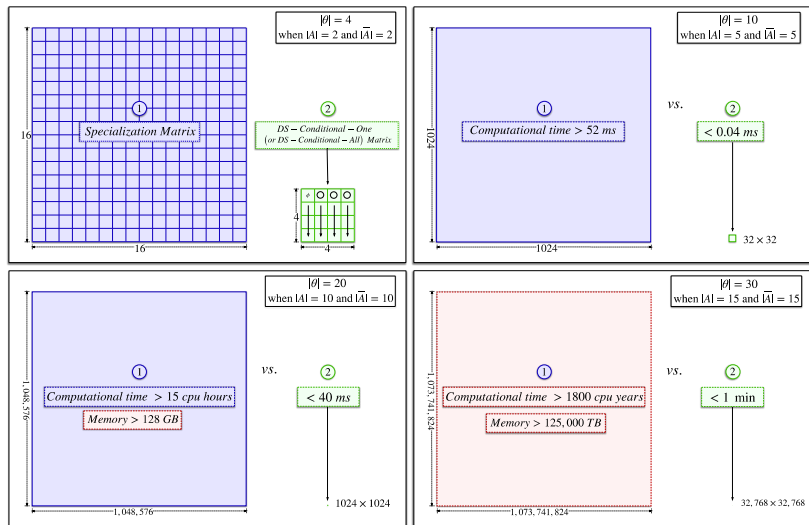 |θ| = 4
when |A| = 2 and |A̅| = 2
①
Specialization Matrix
16
16
②
DS − Conditional − One
(or DS − Conditional − All) Matrix
4
4
|θ| = 10
when |A| = 5 and |A̅| = 5
①
Computational time > 52 ms
1024
1024
vs.
②
< 0.04 ms
32 × 32
|θ| = 20
when |A| = 10 and |A̅| = 10
①
Computational time > 15 cpu hours
Memory > 128 GB
1, 048, 576
1, 048, 576
vs.
②
< 40 ms
1024 × 1024
|θ| = 30
when |A| = 15 and |A̅| = 15
①
Computational time > 1800 cpu years
Memory > 125, 000 TB
1, 073, 741, 824
1, 073, 741, 824
vs.
②
< 1 min
32, 768 × 32, 768